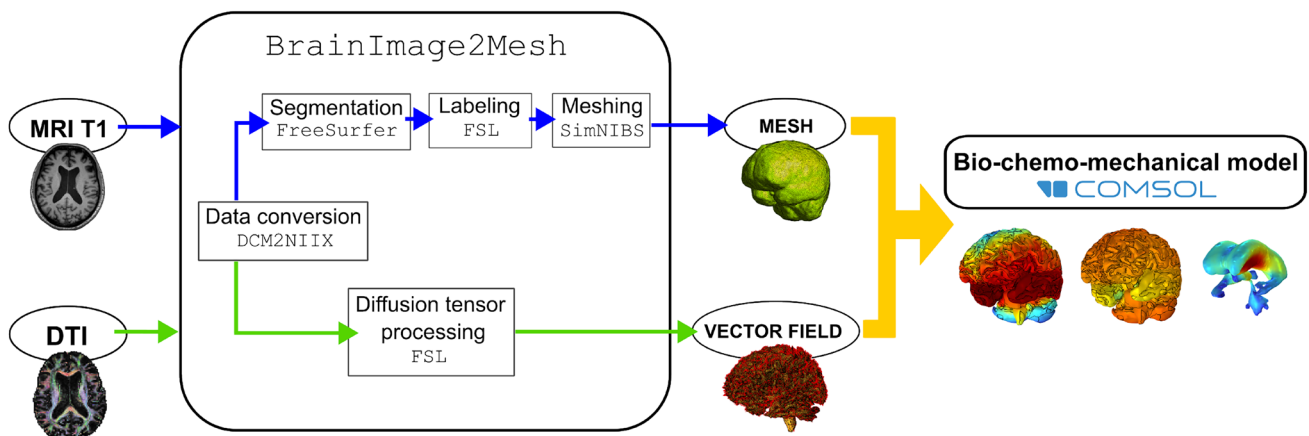 BrainImage2Mesh
MRI T1
Segmentation
FreeSurfer
Labeling
FSL
Meshing
SimNIBS
MESH
Data conversion
DCM2NIIX
DTI
Diffusion tensor
processing
FSL
VECTOR FIELD
Bio-chemo-mechanical model
COMSOL